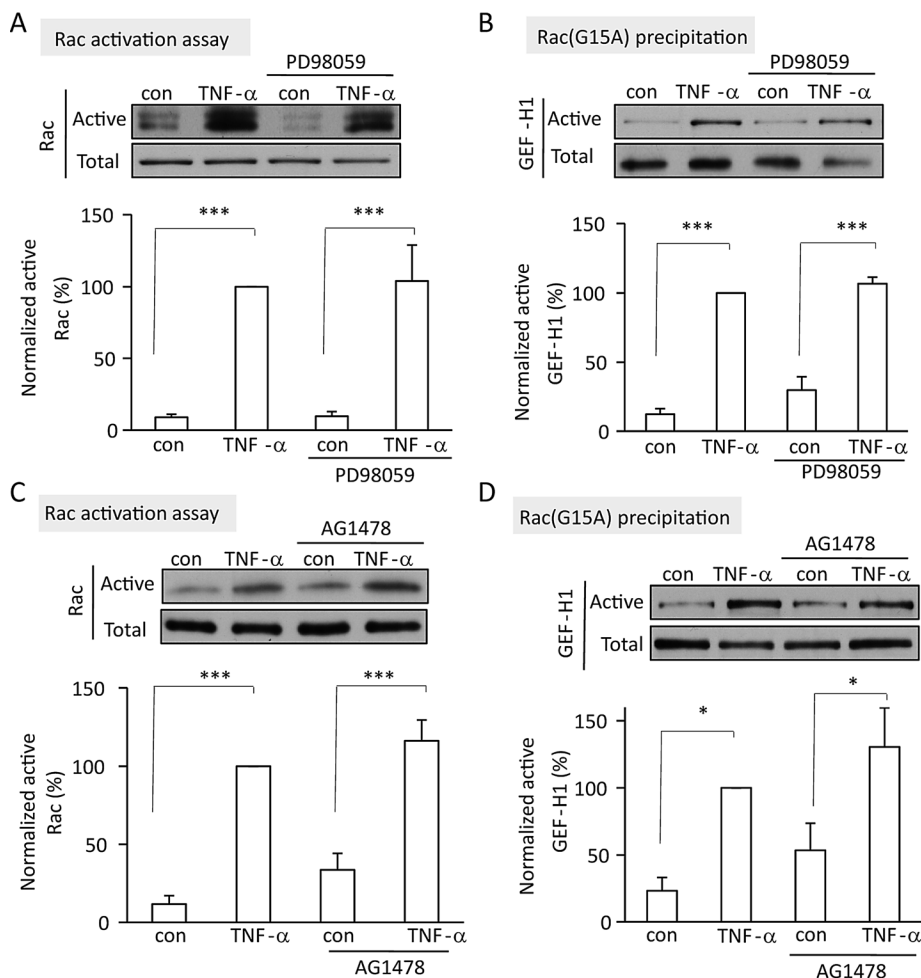 A
Rac activation assay
PD98059
con TNF-α con TNF-α
Rac
Active
Total
Normalized active
Rac (%)
150
100
50
0
***
***
con TNF -α con TNF-α
PD98059
B
Rac(G15A) precipitation
PD98059
con TNF -α con TNF -α
GEF -H1
Active
Total
Normalized active
GEF-H1 (%)
150
100
50
0
***
***
con TNF-α con TNF-α
PD98059
C
Rac activation assay
AG1478
con TNF-α con TNF-α
Rac
Active
Total
Normalized active
Rac (%)
150
100
50
0
***
***
con TNF-α con TNF-α
AG1478
D
Rac(G15A) precipitation
AG1478
con TNF-α con TNF-α
GEF-H1
Active
Total
Normalized active
GEF-H1 (%)
150
100
50
0
*
*
con TNF-α con TNF-α
AG1478